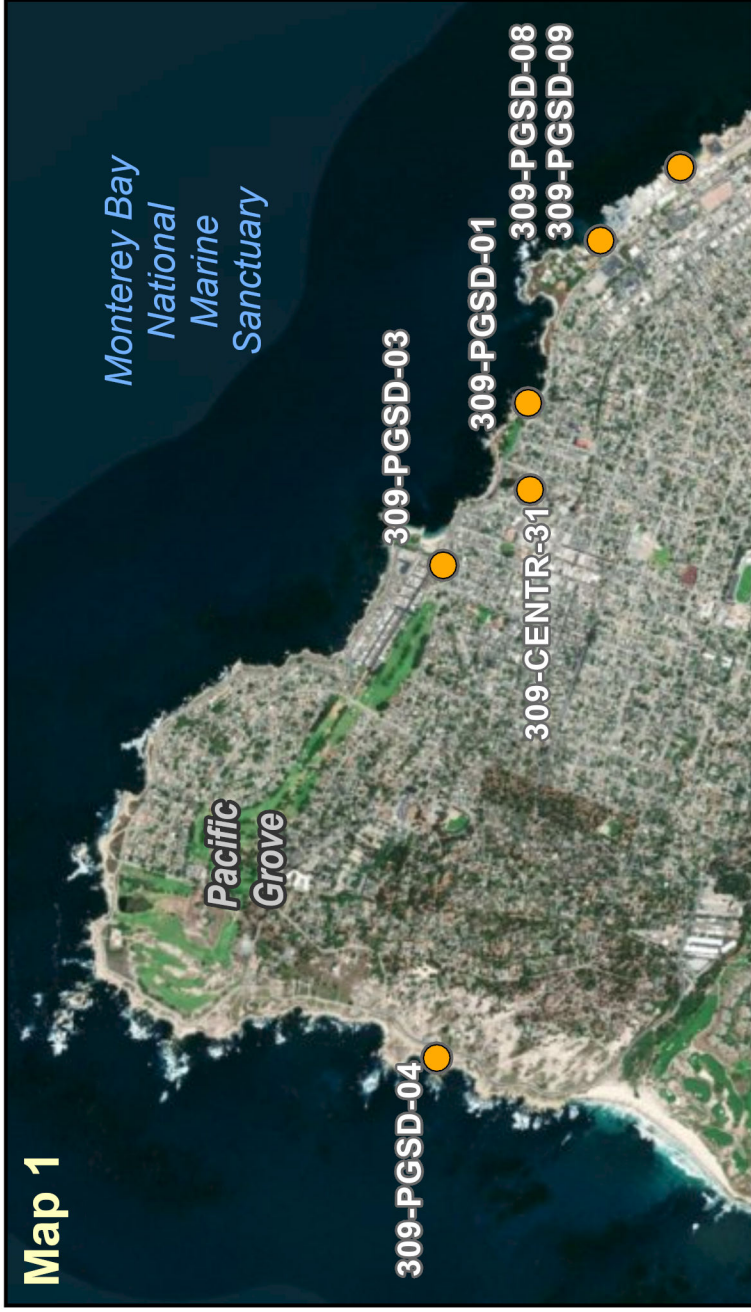 Map 1
Monterey Bay
National
Marine
Sanctuary
Pacific
Grove
309-PGSD-04
309-PGSD-03
309-CENTR-31
309-PGSD-01
309-PGSD-08
309-PGSD-09